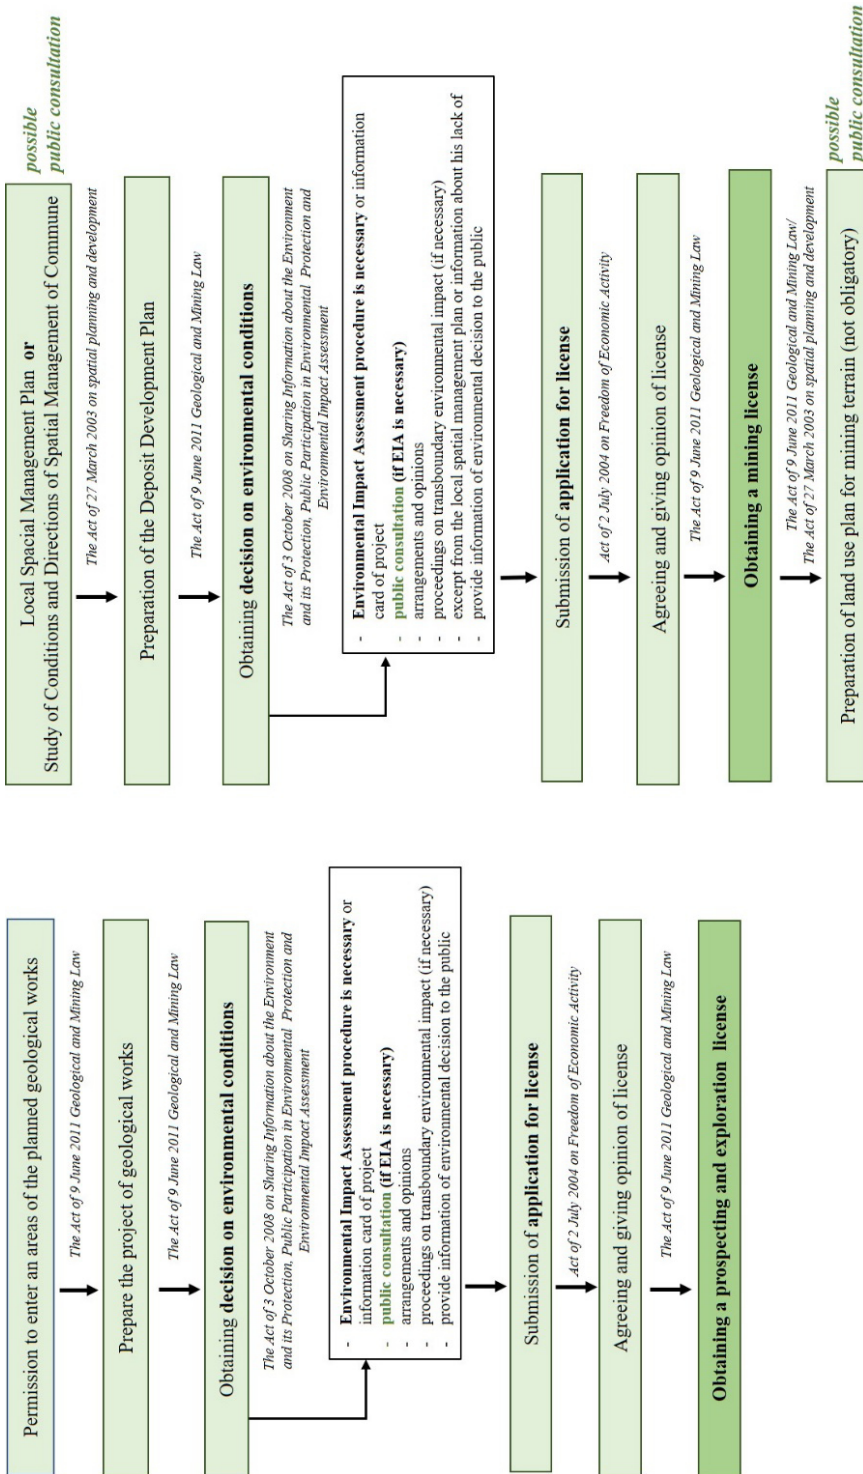 Permission to enter an areas of the planned geological works
The Act of 9 June 2011 Geological and Mining Law
Prepare the project of geological works
The Act of 9 June 2011 Geological and Mining Law
Obtaining decision on environmental conditions
The Act of 3 October 2008 on Sharing Information about the Environment
and its Protection, Public Participation in Environmental Protection and
Environmental Impact Assessment
- Environmental Impact Assessment procedure is necessary or
information card of project
- public consultation (if EIA is necessary)
- arrangements and opinions
- proceedings on transboundary environmental impact (if necessary)
- provide information of environmental decision to the public
Submission of application for license
Act of 2 July 2004 on Freedom of Economic Activity
Agreeing and giving opinion of license
The Act of 9 June 2011 Geological and Mining Law
Obtaining a prospecting and exploration license
Local Spacial Management Plan or
Study of Conditions and Directions of Spatial Management of Commune
possible
public consultation
The Act of 27 March 2003 on spatial planning and development
Preparation of the Deposit Development Plan
The Act of 9 June 2011 Geological and Mining Law
Obtaining decision on environmental conditions
The Act of 3 October 2008 on Sharing Information about the Environment
and its Protection, Public Participation in Environmental Protection and
Environmental Impact Assessment
- Environmental Impact Assessment procedure is necessary or information
card of project
- public consultation (if EIA is necessary)
- arrangements and opinions
- proceedings on transboundary environmental impact (if necessary)
- excerpt from the local spatial management plan or information about his lack of
- provide information of environmental decision to the public
Submission of application for license
Act of 2 July 2004 on Freedom of Economic Activity
Agreeing and giving opinion of license
The Act of 9 June 2011 Geological and Mining Law
Obtaining a mining license
The Act of 9 June 2011 Geological and Mining Law/
The Act of 27 March 2003 on spatial planning and development
Preparation of land use plan for mining terrain (not obligatory)
possible
public consultation